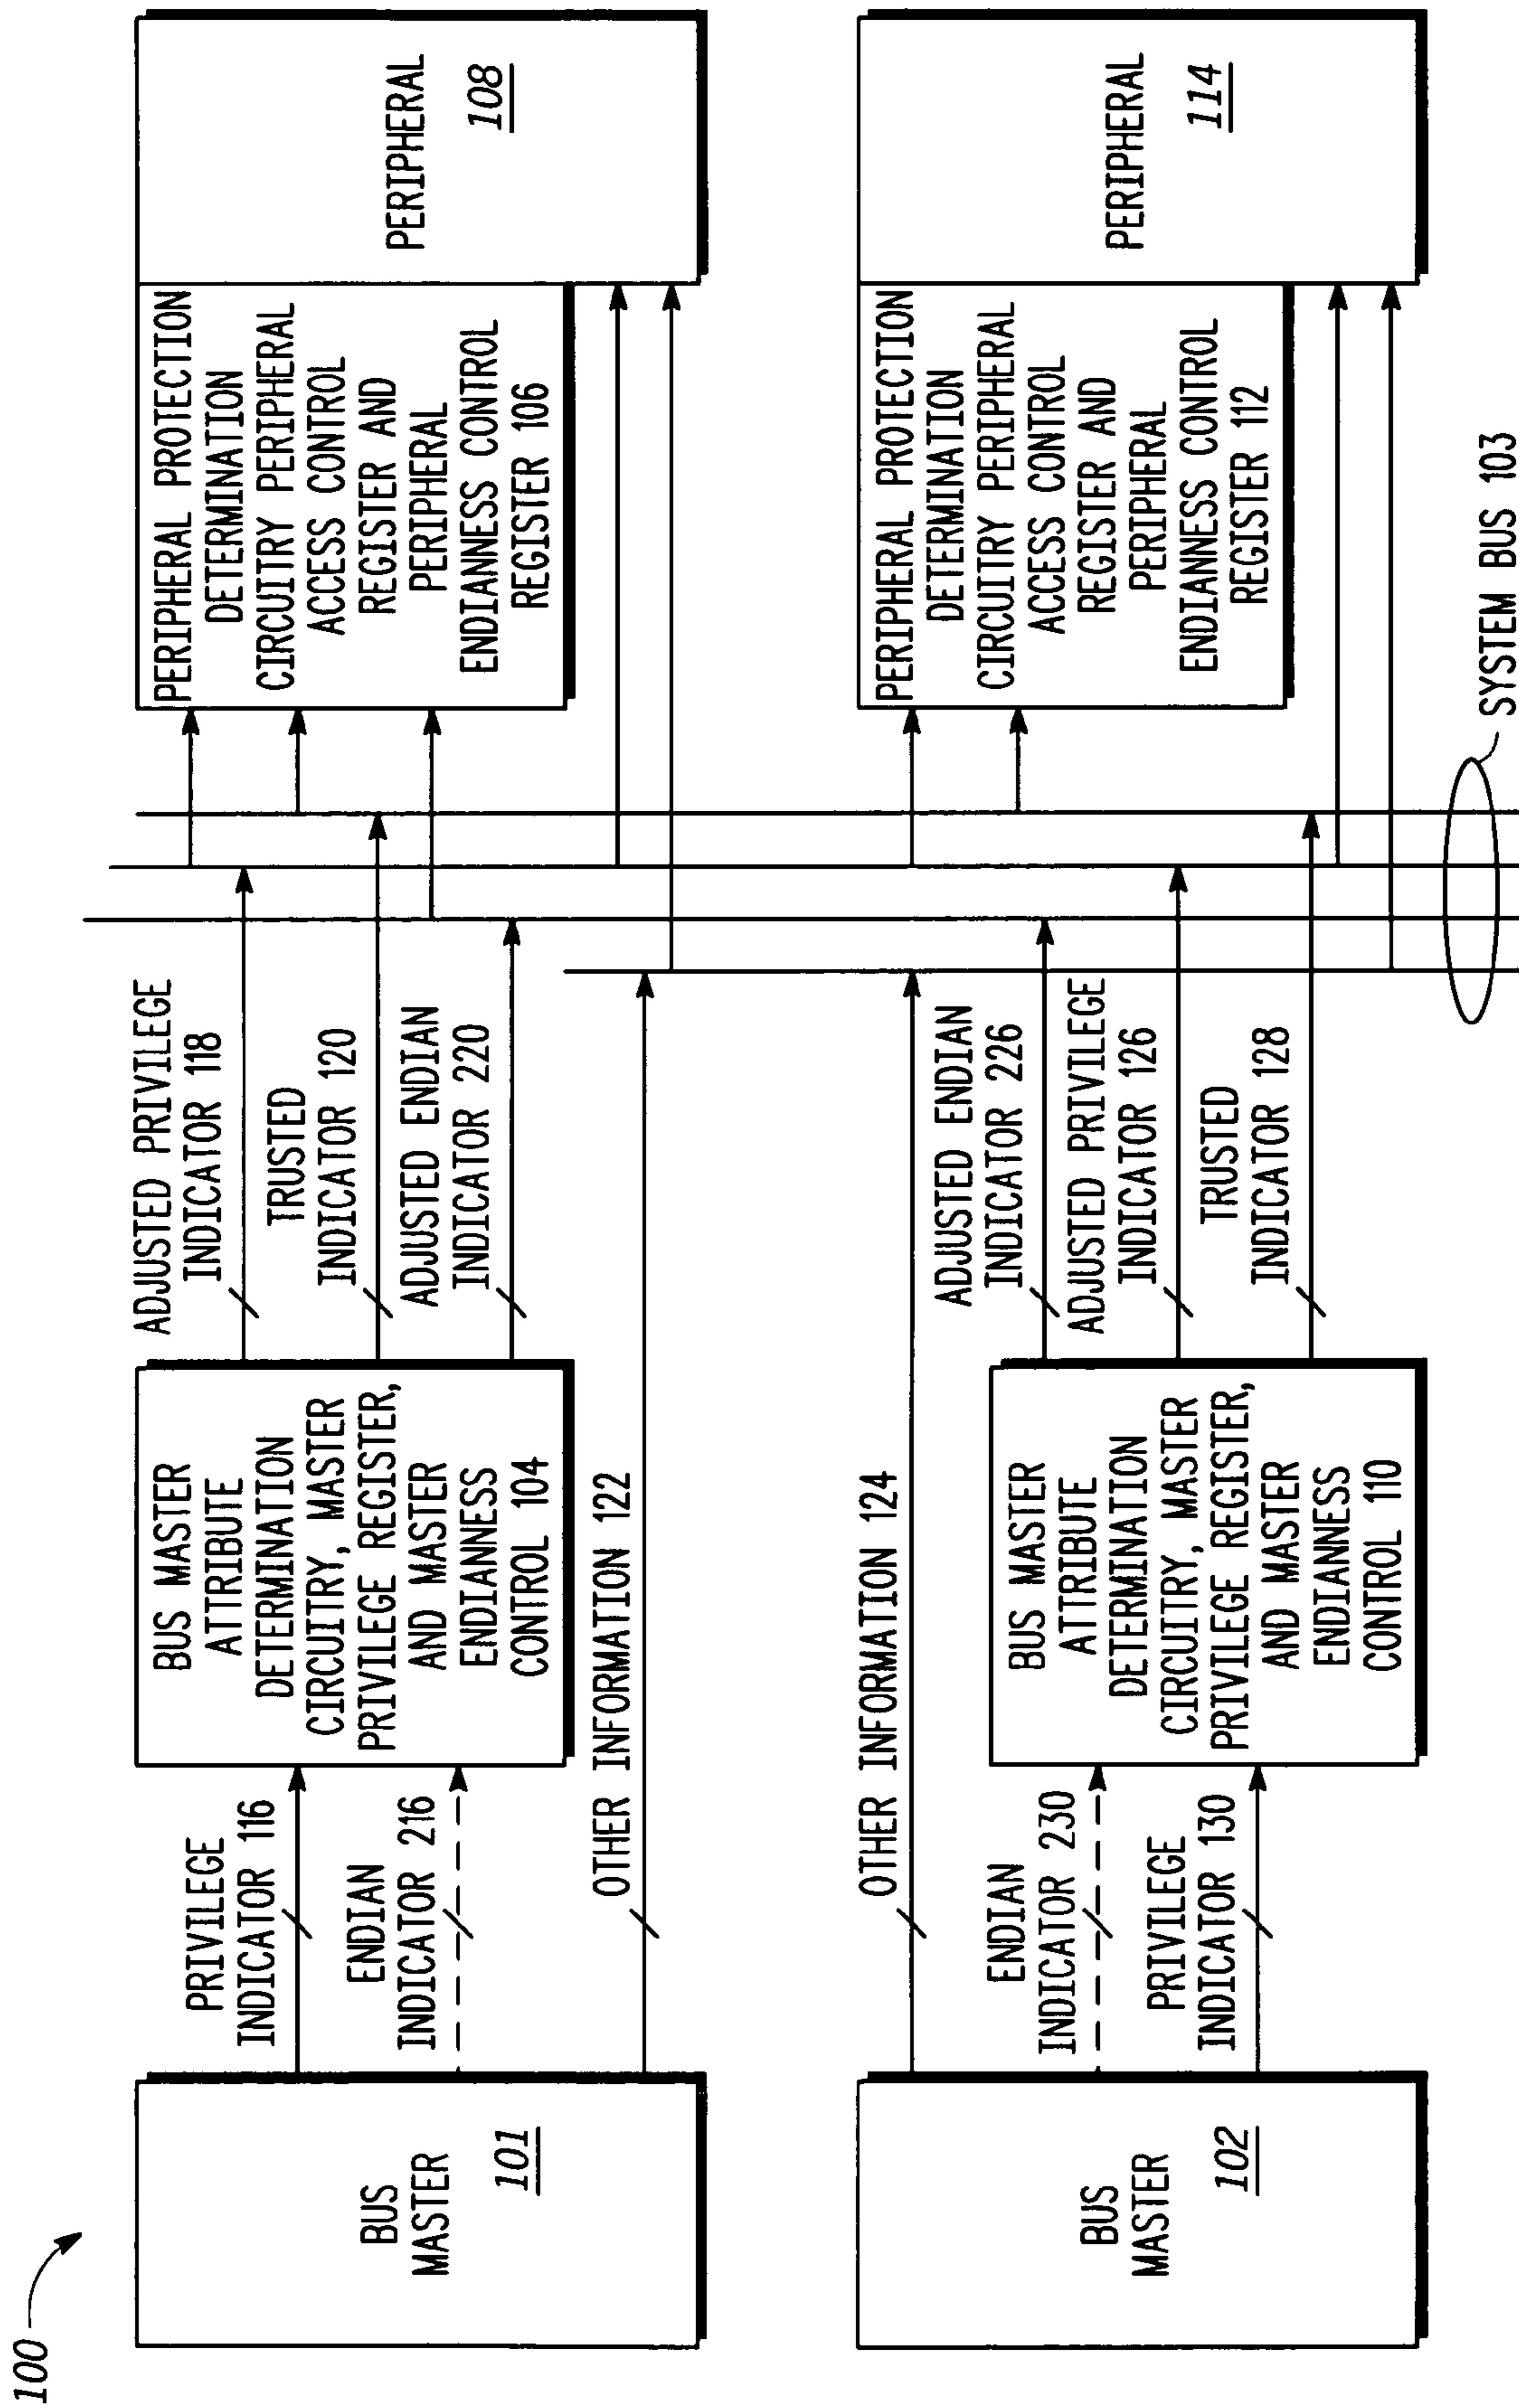 100
BUS
MASTER
101
PRIVILEGE
INDICATOR 116
ENDIAN
INDICATOR 216
OTHER INFORMATION 122
BUS MASTER
ATTRIBUTE
DETERMINATION
CIRCUITRY, MASTER
PRIVILEGE REGISTER,
AND MASTER
ENDIANNESS
CONTROL 104
ADJUSTED PRIVILEGE
INDICATOR 118
TRUSTED
INDICATOR 120
ADJUSTED ENDIAN
INDICATOR 220
PERIPHERAL PROTECTION
DETERMINATION
CIRCUITRY PERIPHERAL
ACCESS CONTROL
REGISTER AND
PERIPHERAL
ENDIANNESS CONTROL
REGISTER 106
PERIPHERAL
108
BUS
MASTER
102
OTHER INFORMATION 124
ENDIAN
INDICATOR 230
PRIVILEGE
INDICATOR 130
BUS MASTER
ATTRIBUTE
DETERMINATION
CIRCUITRY, MASTER
PRIVILEGE REGISTER,
AND MASTER
ENDIANNESS
CONTROL 110
ADJUSTED ENDIAN
INDICATOR 226
ADJUSTED PRIVILEGE
INDICATOR 126
TRUSTED
INDICATOR 128
PERIPHERAL PROTECTION
DETERMINATION
CIRCUITRY PERIPHERAL
ACCESS CONTROL
REGISTER AND
PERIPHERAL
ENDIANNESS CONTROL
REGISTER 112
PERIPHERAL
114
SYSTEM BUS 103